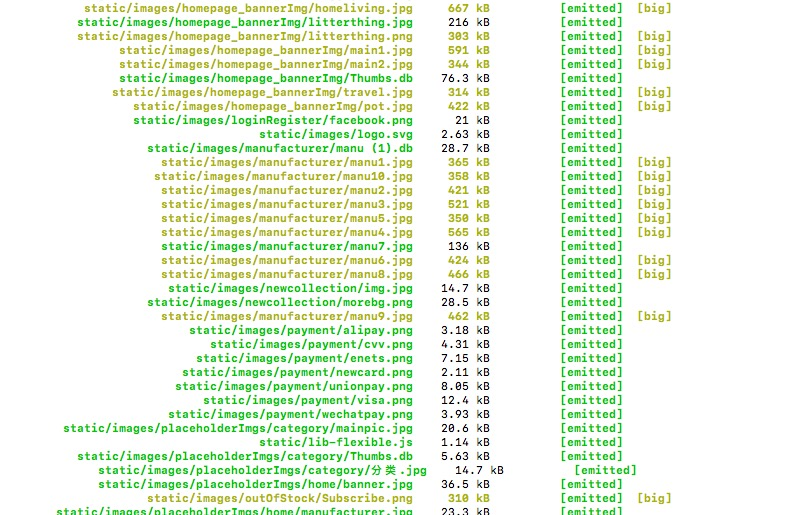 static/images/homepage_bannerImg/homeliving.jpg 667 kB [emitted] [big]
static/images/homepage_bannerImg/litterthing.jpg 216 kB [emitted]
static/images/homepage_bannerImg/litterthing.png 303 kB [emitted] [big]
static/images/homepage_bannerImg/main1.jpg 591 kB [emitted] [big]
static/images/homepage_bannerImg/main2.jpg 344 kB [emitted] [big]
static/images/homepage_bannerImg/Thumbs.db 76.3 kB [emitted]
static/images/homepage_bannerImg/travel.jpg 314 kB [emitted] [big]
static/images/homepage_bannerImg/pot.jpg 422 kB [emitted] [big]
static/images/loginRegister/facebook.png 21 kB [emitted]
static/images/logo.svg 2.63 kB [emitted]
static/images/manufacturer/manu (1).db 28.7 kB [emitted]
static/images/manufacturer/manu1.jpg 365 kB [emitted] [big]
static/images/manufacturer/manu10.jpg 358 kB [emitted] [big]
static/images/manufacturer/manu2.jpg 421 kB [emitted] [big]
static/images/manufacturer/manu3.jpg 521 kB [emitted] [big]
static/images/manufacturer/manu5.jpg 350 kB [emitted] [big]
static/images/manufacturer/manu4.jpg 565 kB [emitted] [big]
static/images/manufacturer/manu7.jpg 136 kB [emitted]
static/images/manufacturer/manu6.jpg 424 kB [emitted] [big]
static/images/manufacturer/manu8.jpg 466 kB [emitted] [big]
static/images/newcollection/img.jpg 14.7 kB [emitted]
static/images/newcollection/morebg.png 28.5 kB [emitted]
static/images/manufacturer/manu9.jpg 462 kB [emitted] [big]
static/images/payment/alipay.png 3.18 kB [emitted]
static/images/payment/cvv.png 4.31 kB [emitted]
static/images/payment/enets.png 7.15 kB [emitted]
static/images/payment/newcard.png 2.11 kB [emitted]
static/images/payment/unionpay.png 8.05 kB [emitted]
static/images/payment/visa.png 12.4 kB [emitted]
static/images/payment/wechatpay.png 3.93 kB [emitted]
static/images/placeholderImgs/category/mainpic.jpg 20.6 kB [emitted]
static/lib-flexible.js 1.14 kB [emitted]
static/images/placeholderImgs/category/Thumbs.db 5.63 kB [emitted]
static/images/placeholderImgs/category/分类.jpg 14.7 kB [emitted]
static/images/placeholderImgs/home/banner.jpg 36.5 kB [emitted]
static/images/outOfStock/Subscribe.png 310 kB [emitted] [big]
static/images/placeholderImgs/home/manufacturer.jpg 23.3 kB [emitted]